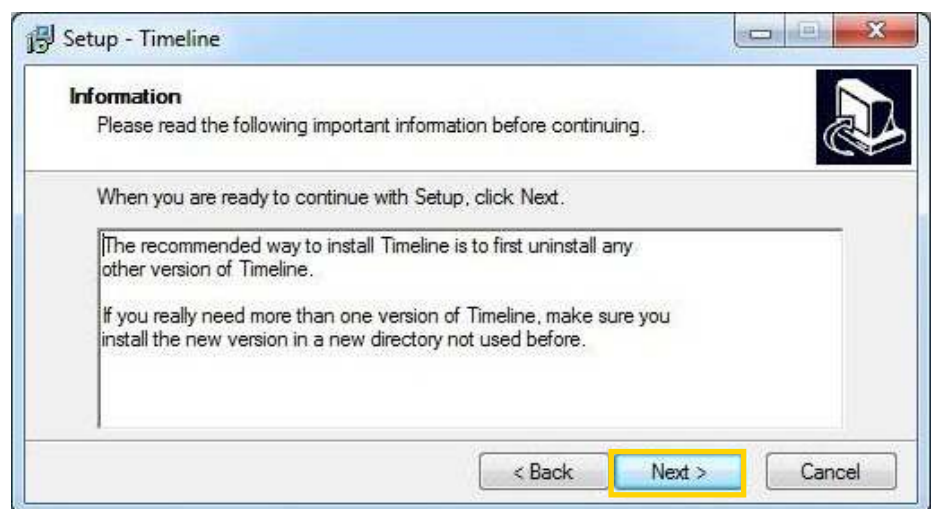 Setup - Timeline
Information
Please read the following important information before continuing.
When you are ready to continue with Setup, click Next.
The recommended way to install Timeline is to first uninstall any
other version of Timeline.
If you really need more than one version of Timeline, make sure you
install the new version in a new directory not used before.
< Back
Next >
Cancel